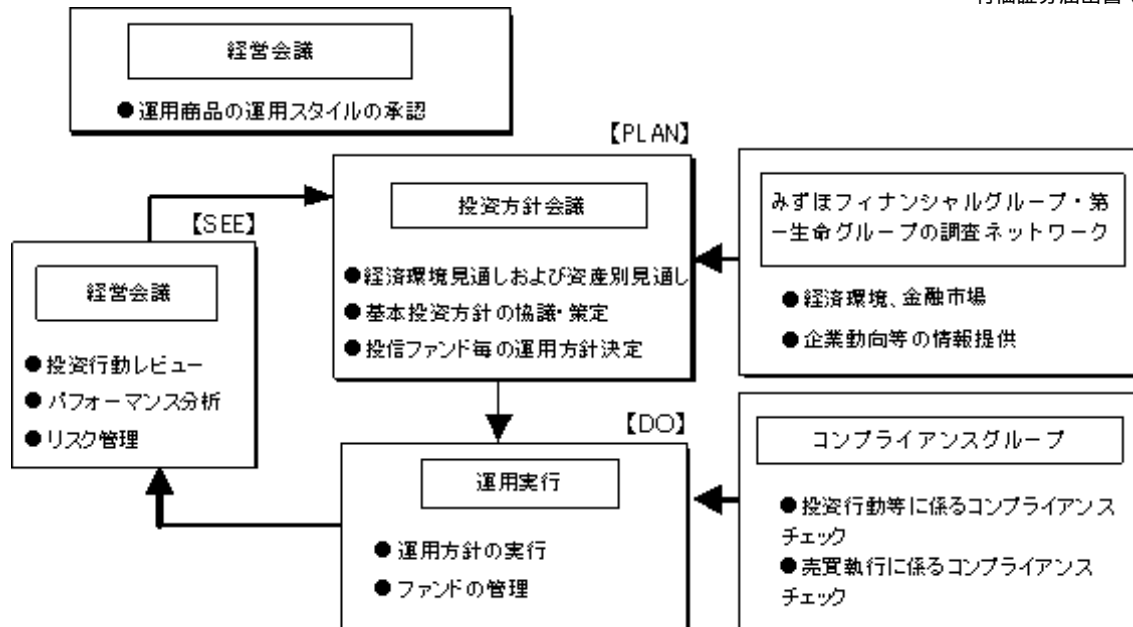 経営会議
●運用商品の運用スタイルの承認
【PLAN】
投資方針会議
●経済環境見通しおよび資産別見通し
●基本投資方針の協議・策定
●投信ファンド毎の運用方針決定
みずほフィナンシャルグループ・第
一生命グループの調査ネットワーク
●経済環境、金融市場
●企業動向等の情報提供
【SEE】
経営会議
●投資行動レビュー
●パフォーマンス分析
●リスク管理
【DO】
運用実行
●運用方針の実行
●ファンドの管理
コンプライアンスグループ
●投資行動等に係るコンプライアンス
チェック
●売買執行に係るコンプライアンス
チェック